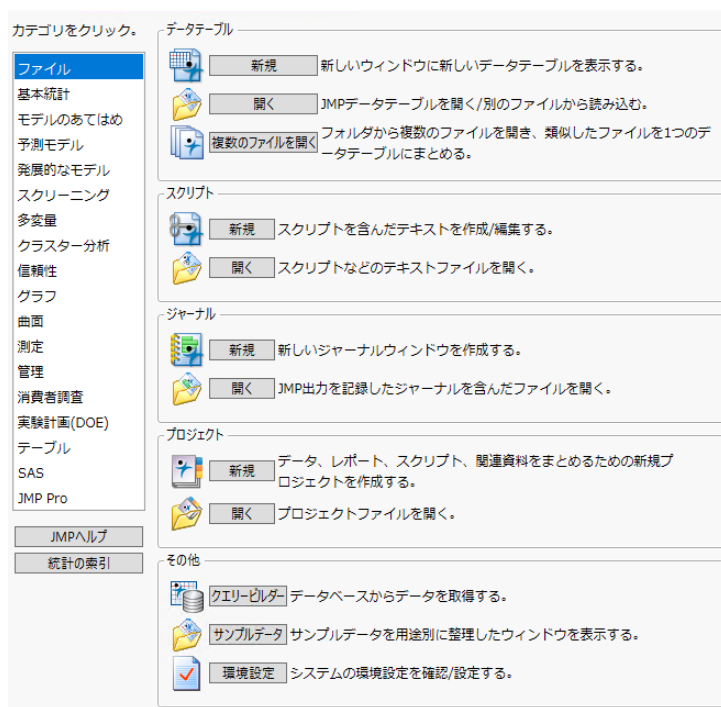 カテゴリをクリック。
ファイル
基本統計
モデルのあてはめ
予測モデル
発展的なモデル
スクリーニング
多変量
クラスター分析
信頼性
グラフ
曲面
測定
管理
消費者調査
実験計画(DOE)
テーブル
SAS
JMP Pro
JMPヘルプ
統計の索引
データテーブル
新規 新しいウィンドウに新しいデータテーブルを表示する。
開く JMPデータテーブルを開く/別のファイルから読み込む。
複数のファイルを開く フォルダから複数のファイルを開き、類似したファイルを1つのデ
ータテーブルにまとめる。
スクリプト
新規 スクリプトを含んだテキストを作成/編集する。
開く スクリプトなどのテキストファイルを開く。
ジャーナル
新規 新しいジャーナルウィンドウを作成する。
開く JMP出力を記録したジャーナルを含んだファイルを開く。
プロジェクト
新規 データ、レポート、スクリプト、関連資料をまとめるための新規プ
ロジェクトを作成する。
開く プロジェクトファイルを開く。
その他
クエリービルダー データベースからデータを取得する。
サンプルデータ サンプルデータを用途別に整理したウィンドウを表示する。
環境設定 システムの環境設定を確認/設定する。